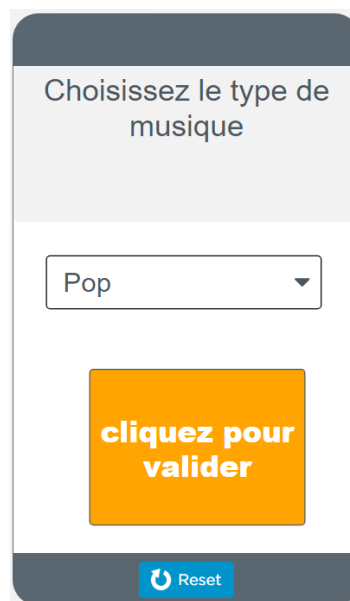 Choisissez le type de
musique
Pop
cliquez pour
valider
Reset